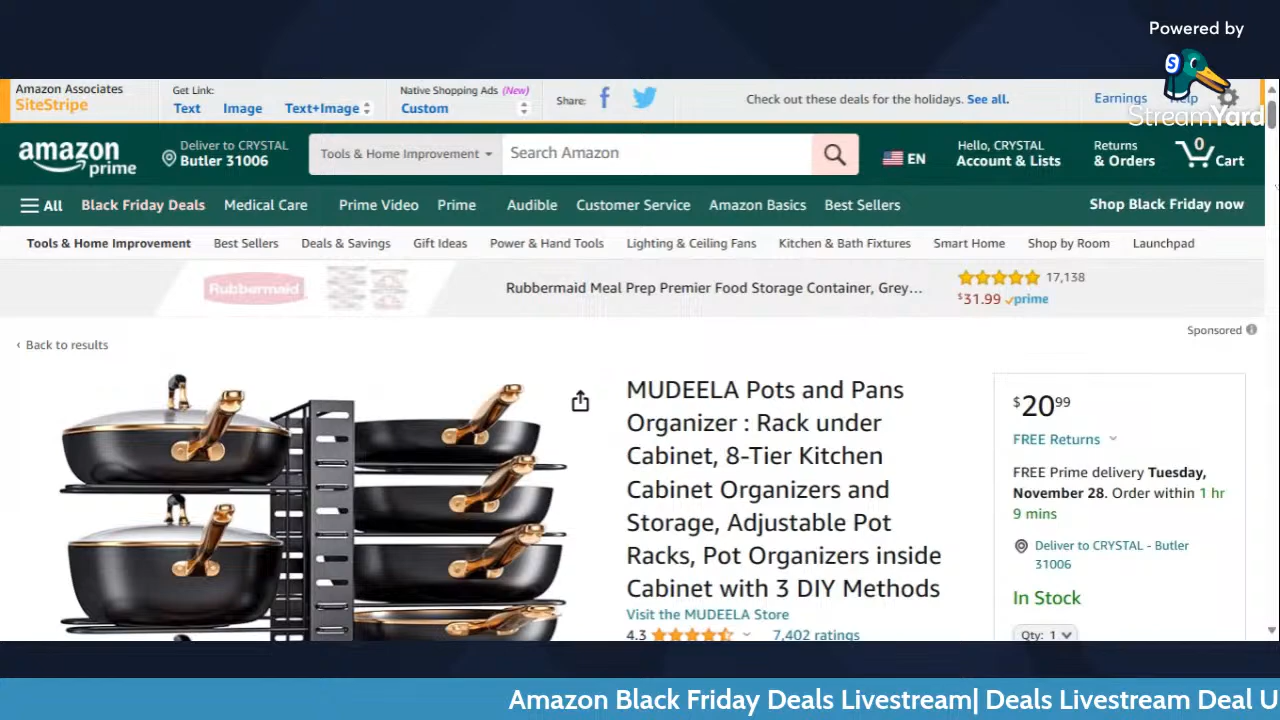 Powered by
S
StreamYard
Amazon Associates
SiteStripe
Get Link:
Text Image Text+Image
Native Shopping Ads (New)
Custom
Share:
Check out these deals for the holidays. See all.
Earnings Help
amazon
prime
Deliver to CRYSTAL
Butler 31006
Tools & Home Improvement
Search Amazon
EN
Hello, CRYSTAL
Account & Lists
Returns
& Orders
0
Cart
All Black Friday Deals Medical Care Prime Video Prime Audible Customer Service Amazon Basics Best Sellers
Shop Black Friday now
Tools & Home Improvement Best Sellers Deals & Savings Gift Ideas Power & Hand Tools Lighting & Ceiling Fans Kitchen & Bath Fixtures Smart Home Shop by Room Launchpad
Rubbermaid
Rubbermaid Meal Prep Premier Food Storage Container, Grey…
17,138
$31.99 prime
Sponsored
‹ Back to results
MUDEELA Pots and Pans
Organizer : Rack under
Cabinet, 8-Tier Kitchen
Cabinet Organizers and
Storage, Adjustable Pot
Racks, Pot Organizers inside
Cabinet with 3 DIY Methods
Visit the MUDEELA Store
4.3 7,402 ratings
$20.99
FREE Returns
FREE Prime delivery Tuesday,
November 28. Order within 1 hr
9 mins
Deliver to CRYSTAL - Butler
31006
In Stock
Qty: 1
Amazon Black Friday Deals Livestream| Deals Livestream Deal U